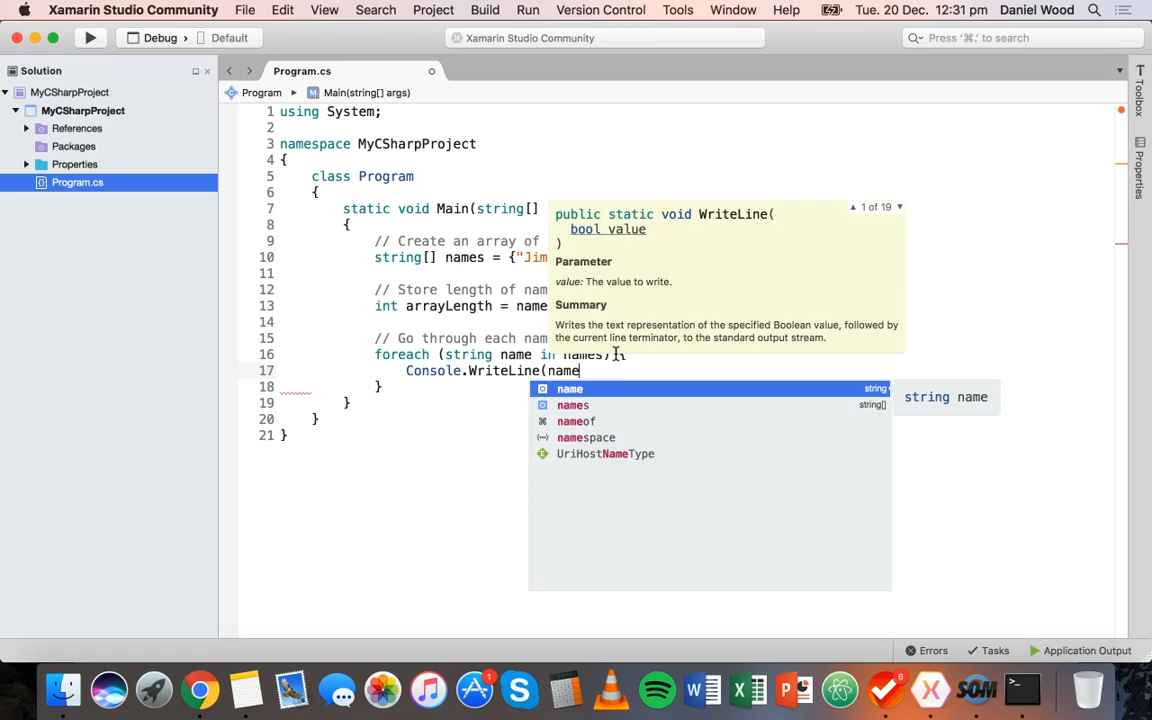 Xamarin Studio Community File Edit View Search Project Build Run Version Control Tools Window Help Tue. 20 Dec. 12:31 pm Daniel Wood
Debug › Default Xamarin Studio Community Press '⌘.' to search
Solution
Program.cs
MyCSharpProject
Program ▸ Main(string[] args)
MyCSharpProject
References
Packages
Properties
Program.cs
1 using System;
2
3 namespace MyCSharpProject
4 {
5 class Program
6 {
7 static void Main(string[]
8 {
9 // Create an array of
10 string[] names = {"Jim
11
12 // Store length of nam
13 int arrayLength = name
14
15 // Go through each nam
16 foreach (string name in names) {
17 Console.WriteLine(name
18 }
19 }
20 }
21 }
▲ 1 of 19 ▼
public static void WriteLine(
bool value
)
Parameter
value: The value to write.
Summary
Writes the text representation of the specified Boolean value, followed by
the current line terminator, to the standard output stream.
name string
names string[]
nameof
namespace
UriHostNameType
string name
Toolbox
Properties
Errors Tasks Application Output
1
6
SOM
>_